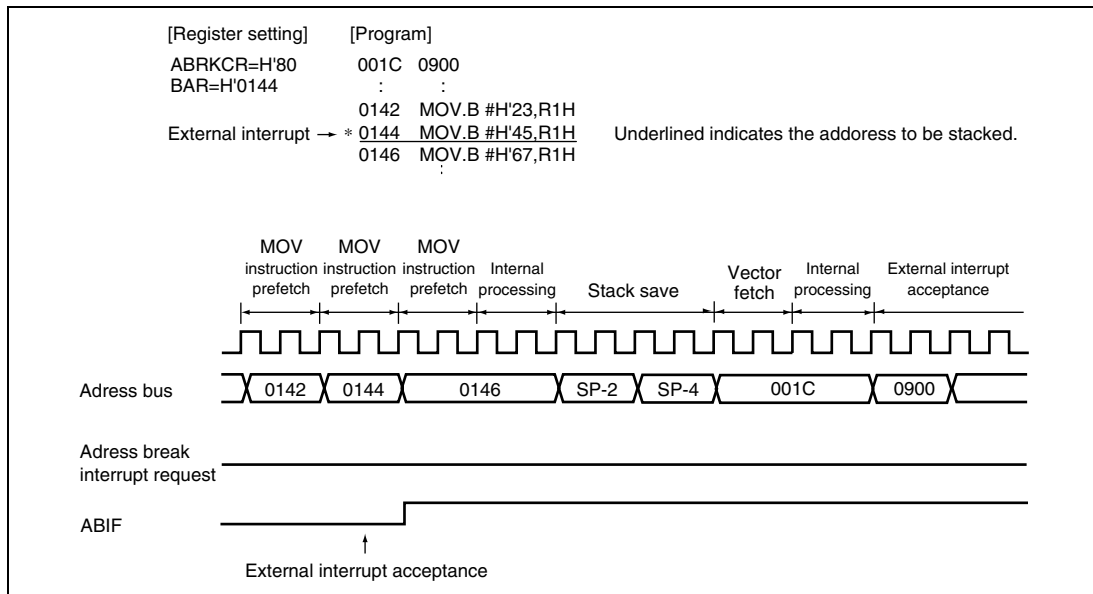 [Register setting] [Program]
ABRKCR=H'80 001C 0900
BAR=H'0144 : :
0142 MOV.B #H'23,R1H
External interrupt → * 0144 MOV.B #H'45,R1H Underlined indicates the addoress to be stacked.
0146 MOV.B #H'67,R1H
:
MOV MOV MOV
instruction instruction instruction Internal Vector Internal External interrupt
prefetch prefetch prefetch processing Stack save fetch processing acceptance
Adress bus 0142 0144 0146 SP-2 SP-4 001C 0900
Adress break
interrupt request
ABIF
External interrupt acceptance